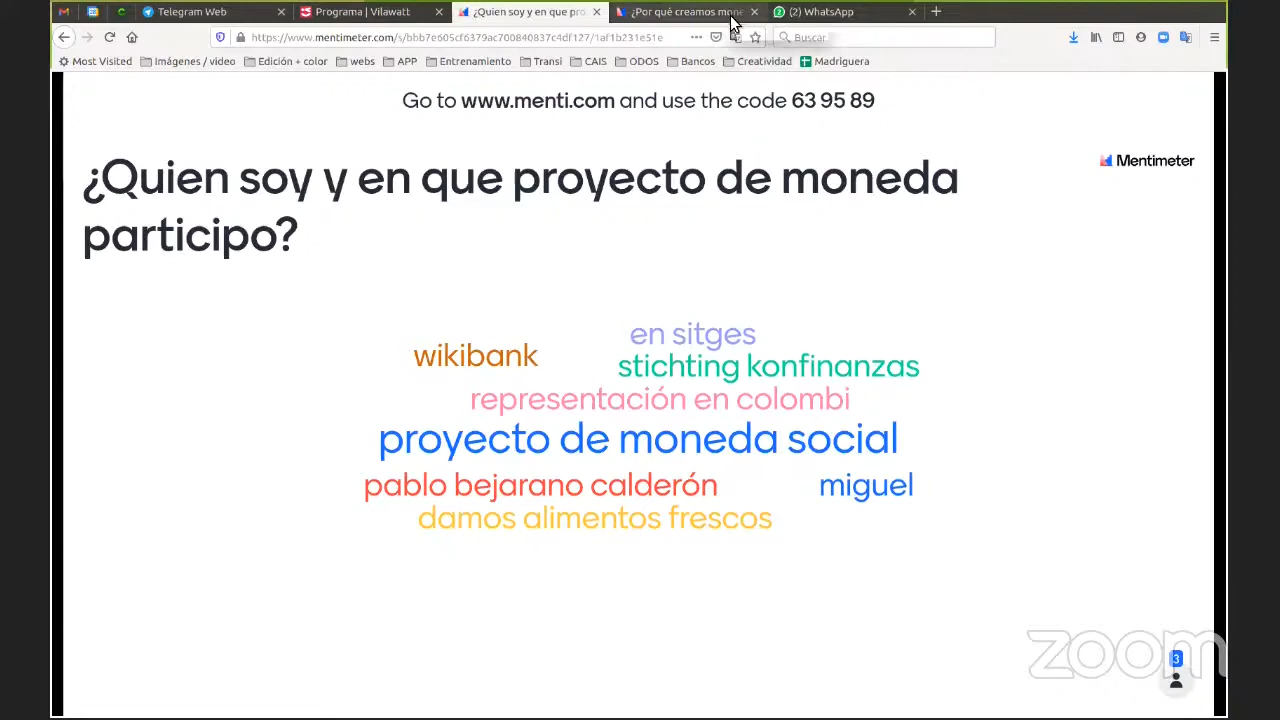 Telegram Web
Programa | Vilawatt
¿Quien soy y en que pro
¿Por qué creamos mone
(2) WhatsApp
https://www.mentimeter.com/s/bbb7e605cf6379ac700840837c4df127/1af1b231e51e
Buscar
Most Visited
Imágenes / video
Edición + color
webs
APP
Entrenamiento
Transi
CAIS
ODOS
Bancos
Creatividad
Madriguera
Go to www.menti.com and use the code 63 95 89
Mentimeter
¿Quien soy y en que proyecto de moneda
participo?
en sitges
wikibank
stichting konfinanzas
representación en colombi
proyecto de moneda social
pablo bejarano calderón
miguel
damos alimentos frescos
zoom
3